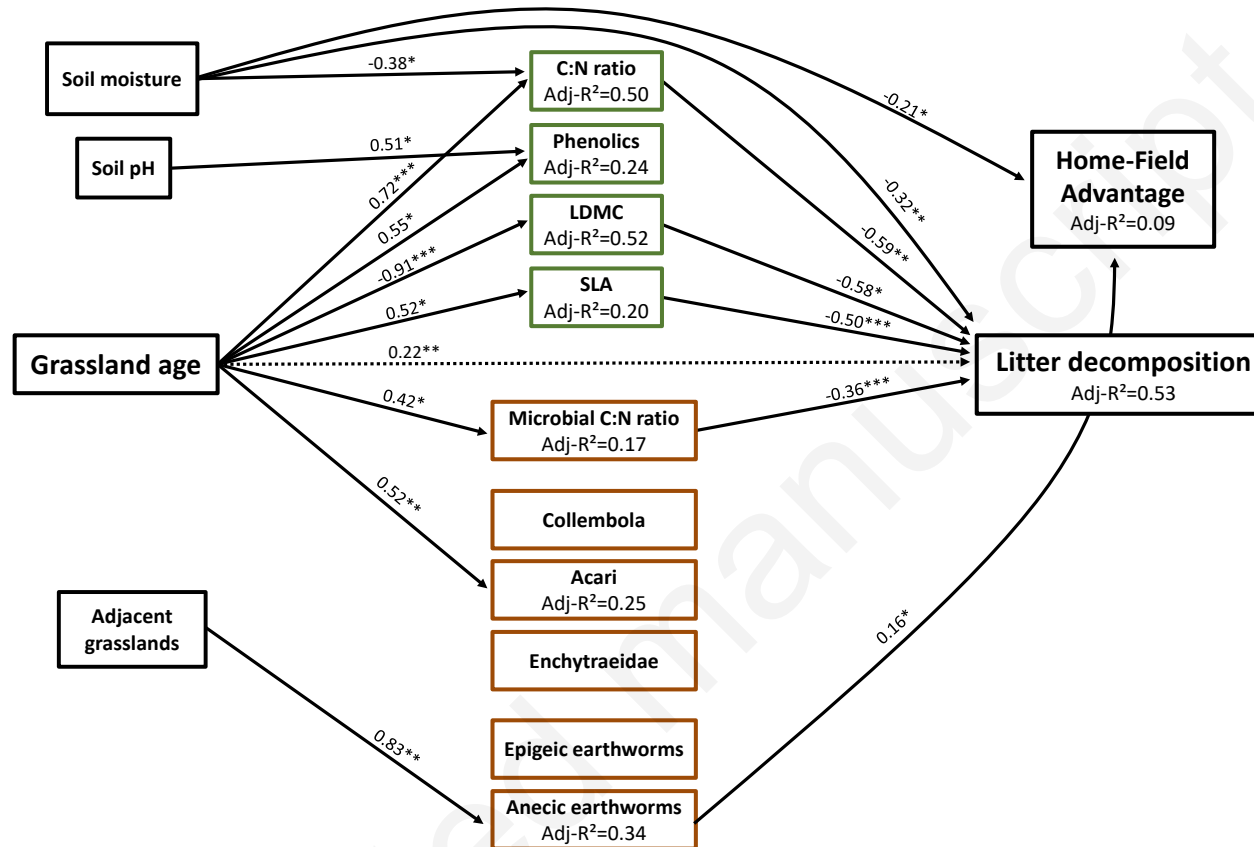 Soil moisture
-0.38*
C:N ratio
Adj-R²=0.50
-0.21*
Soil pH
0.51*
Phenolics
Adj-R²=0.24
Home-Field
Advantage
Adj-R²=0.09
0.72***
-0.32**
0.55*
LDMC
Adj-R²=0.52
-0.59**
-0.91***
-0.58*
0.52*
SLA
Adj-R²=0.20
-0.50***
Grassland age
0.22**
Litter decomposition
Adj-R²=0.53
0.42*
Microbial C:N ratio
Adj-R²=0.17
-0.36***
0.52**
Collembola
Acari
Adj-R²=0.25
Adjacent
grasslands
Enchytraeidae
0.16*
0.83**
Epigeic earthworms
Anecic earthworms
Adj-R²=0.34
ed manuscript